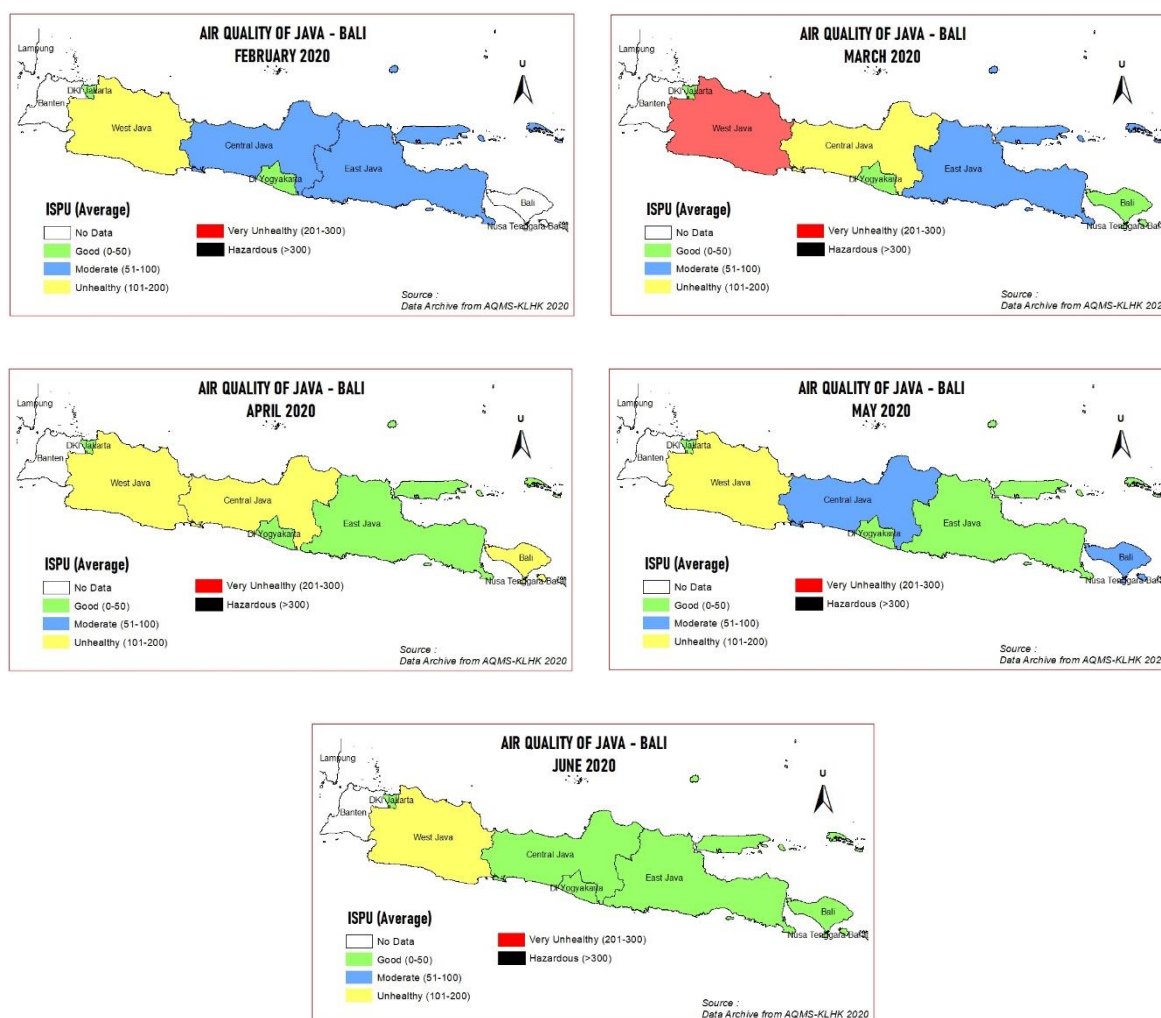 AIR QUALITY OF JAVA - BALI
FEBRUARY 2020
U
Lampung
DKI Jakarta
Banten
West Java
Central Java
DI Yogyakarta
East Java
Bali
Nusa Tenggara Bar
ISPU (Average)
No Data
Good (0-50)
Moderate (51-100)
Unhealthy (101-200)
Very Unhealthy (201-300)
Hazardous (>300)
Source :
Data Archive from AQMS-KLHK 2020
AIR QUALITY OF JAVA - BALI
MARCH 2020
U
Lampung
DKI Jakarta
Banten
West Java
Central Java
DI Yogyakarta
East Java
Bali
Nusa Tenggara Bar
ISPU (Average)
No Data
Good (0-50)
Moderate (51-100)
Unhealthy (101-200)
Very Unhealthy (201-300)
Hazardous (>300)
Source :
Data Archive from AQMS-KLHK 202
AIR QUALITY OF JAVA - BALI
APRIL 2020
U
Lampung
DKI Jakarta
Banten
West Java
Central Java
DI Yogyakarta
East Java
Bali
Nusa Tenggara Bar
ISPU (Average)
No Data
Good (0-50)
Moderate (51-100)
Unhealthy (101-200)
Very Unhealthy (201-300)
Hazardous (>300)
Source :
Data Archive from AQMS-KLHK 2020
AIR QUALITY OF JAVA - BALI
MAY 2020
U
Lampung
DKI Jakarta
Banten
West Java
Central Java
DI Yogyakarta
East Java
Bali
Nusa Tenggara Bar
ISPU (Average)
No Data
Good (0-50)
Moderate (51-100)
Unhealthy (101-200)
Very Unhealthy (201-300)
Hazardous (>300)
Source :
Data Archive from AQMS-KLHK 202
AIR QUALITY OF JAVA - BALI
JUNE 2020
U
Lampung
DKI Jakarta
Banten
West Java
Central Java
DI Yogyakarta
East Java
Bali
Nusa Tenggara Bar
ISPU (Average)
No Data
Good (0-50)
Moderate (51-100)
Unhealthy (101-200)
Very Unhealthy (201-300)
Hazardous (>300)
Source :
Data Archive from AQMS-KLHK 2020